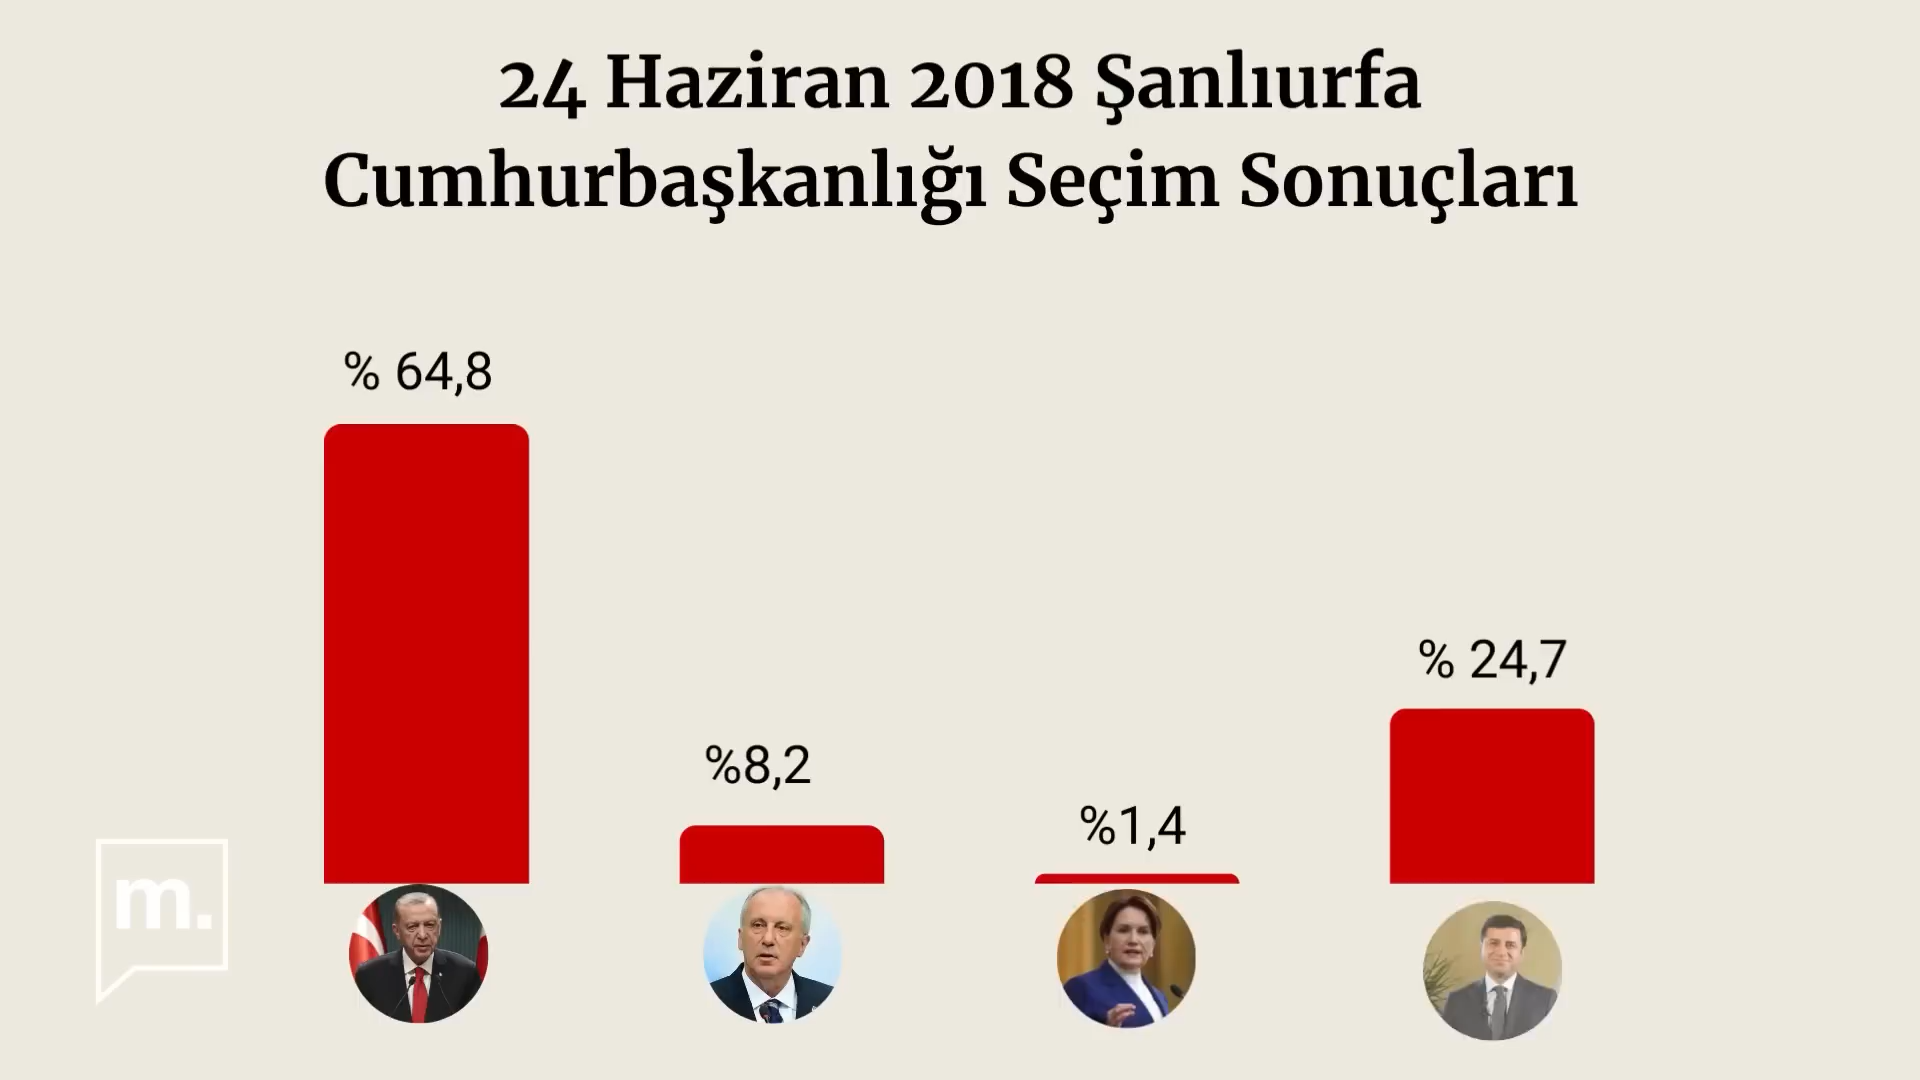 24 Haziran 2018 Şanlıurfa
Cumhurbaşkanlığı Seçim Sonuçları
% 64,8
%8,2
%1,4
% 24,7
m.